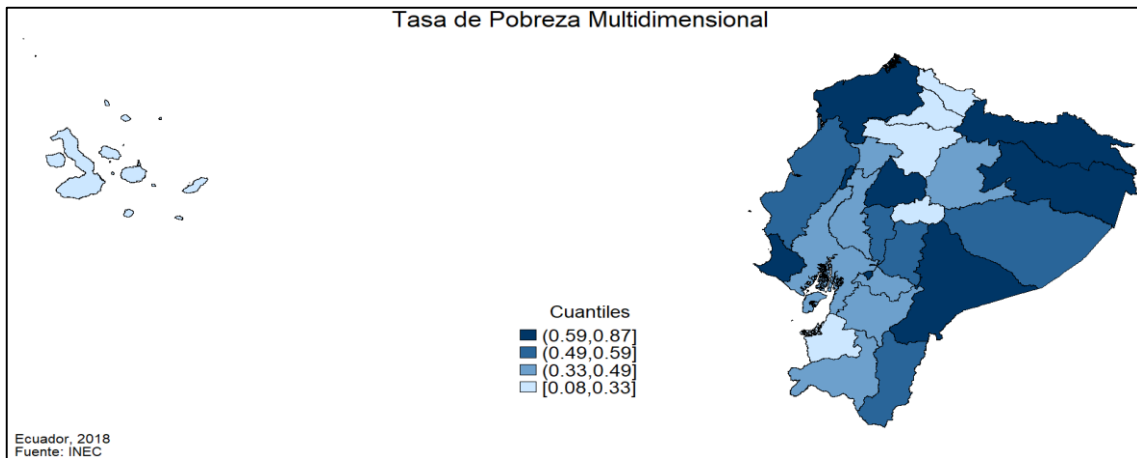 Tasa de Pobreza Multidimensional
Cuantiles
(0.59,0.87]
(0.49,0.59]
(0.33,0.49]
[0.08,0.33]
Ecuador, 2018
Fuente: INEC